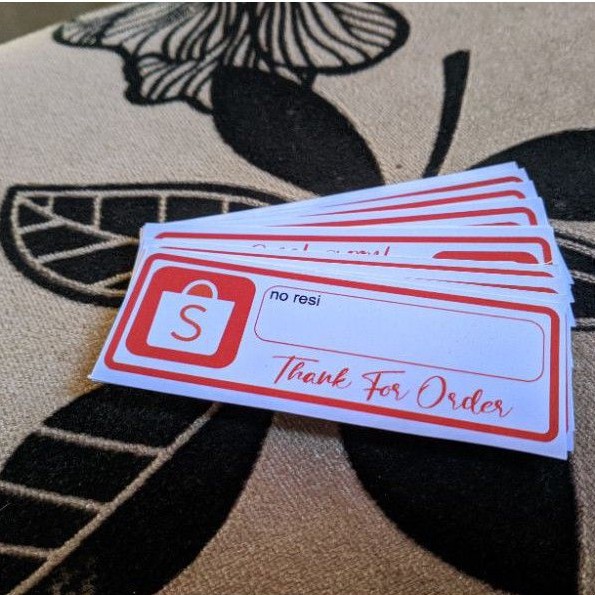 S
no resi
Thank For Order